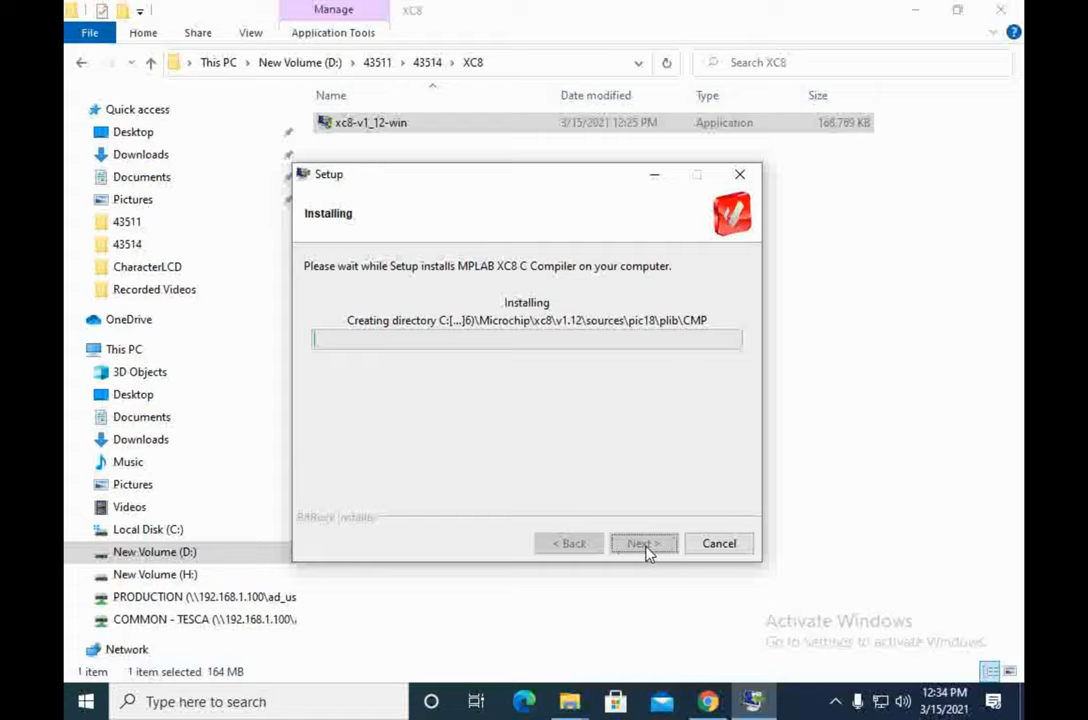 Manage
XC8
File
Home
Share
View
Application Tools
This PC > New Volume (D:) > 43511 > 43514 > XC8
Search XC8
Name
Date modified
Type
Size
xc8-v1_12-win
3/15/2021 12:25 PM
Application
168,769 KB
Quick access
Desktop
Downloads
Documents
Pictures
43511
43514
CharacterLCD
Recorded Videos
OneDrive
This PC
3D Objects
Desktop
Documents
Downloads
Music
Pictures
Videos
Local Disk (C:)
New Volume (D:)
New Volume (H:)
PRODUCTION (\\192.168.1.100\ad_us
COMMON - TESCA (\\192.168.1.100\
Network
Setup
Installing
Please wait while Setup installs MPLAB XC8 C Compiler on your computer.
Installing
Creating directory C:[...]6)\Microchip\xc8\v1.12\sources\pic18\plib\CMP
BitRock Installer
< Back
Next >
Cancel
Activate Windows
Go to Settings to activate Windows.
1 item
1 item selected 164 MB
Type here to search
12:34 PM
3/15/2021